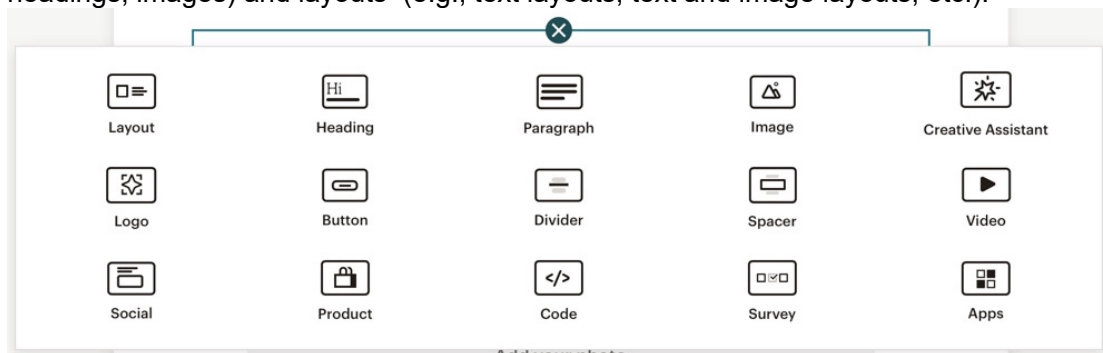 headings, images) and layouts (e.g., text layouts, text and image layouts, etc.).
Layout Heading Paragraph Image Creative Assistant
Hi
Logo Button Divider Spacer Video
</>
Social Product Code Survey Apps
Add your photo